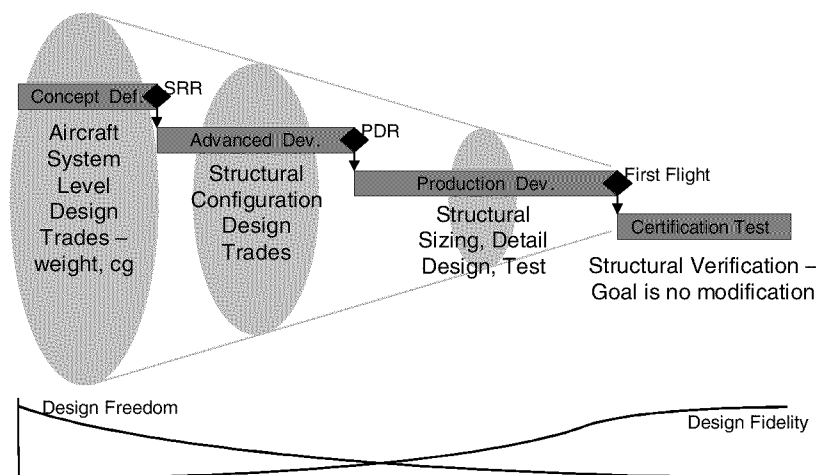 Concept Def.
SRR
Aircraft
System
Level
Design
Trades –
weight, cg
Advanced Dev.
PDR
Structural
Configuration
Design
Trades
Production Dev.
First Flight
Structural
Sizing, Detail
Design, Test
Certification Test
Structural Verification –
Goal is no modification
Design Freedom
Design Fidelity